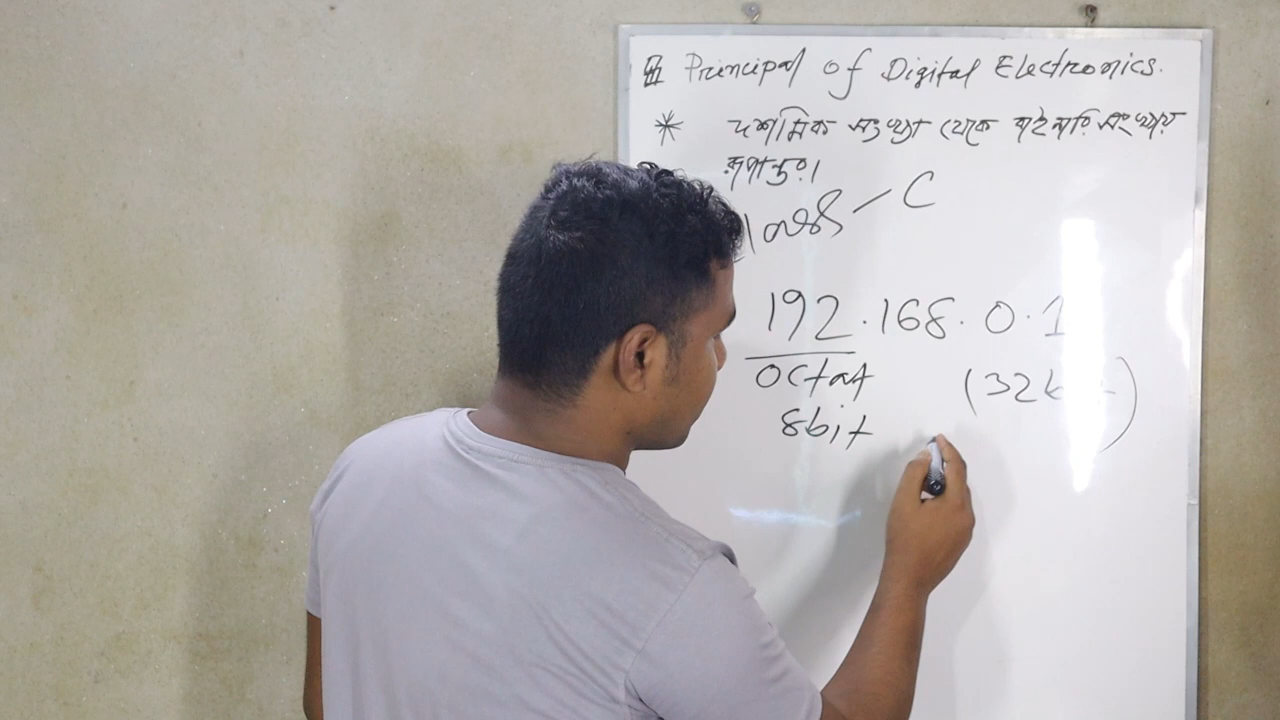 Principal of Digital Electronics.
* দশমিক সংখ্যা থেকে বাইনারি সংখ্যায়
রূপান্তর।
C
192.168.0.1
octat (32
8bit